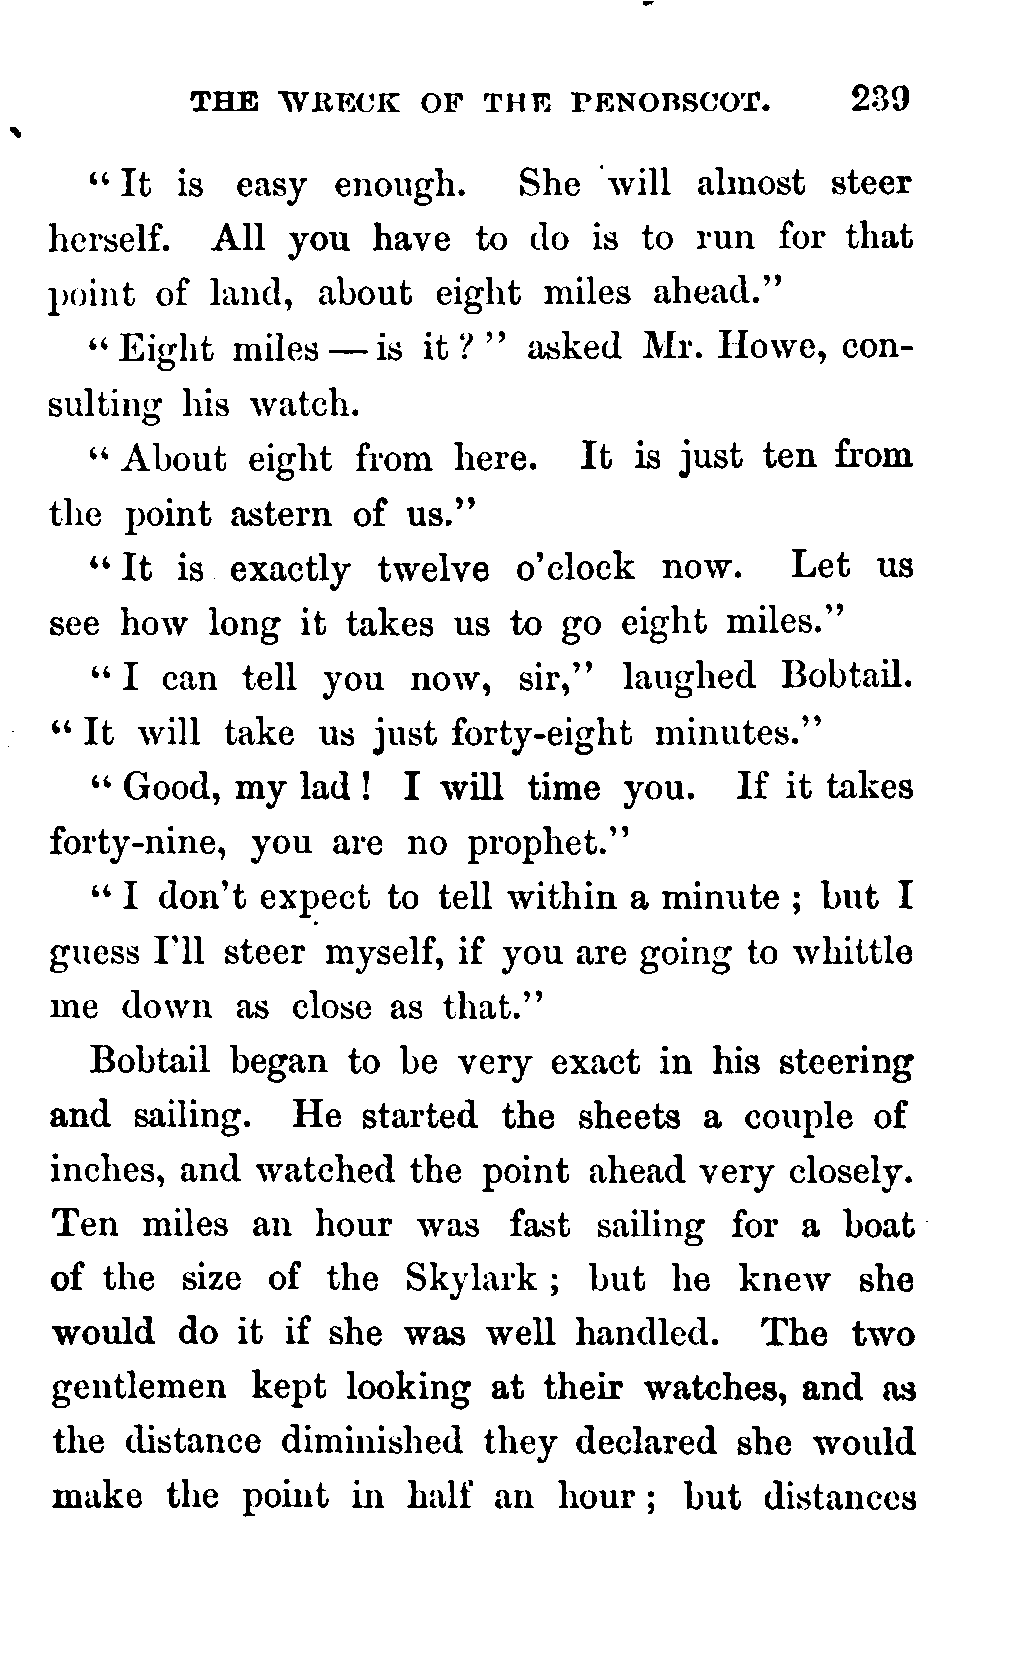 THE WRECK OF THE PENOBSCOT. 239
"It is easy enough. She will almost steer
herself. All you have to do is to run for that
point of land, about eight miles ahead."
"Eight miles — is it?" asked Mr. Howe, con-
sulting his watch.
"About eight from here. It is just ten from
the point astern of us."
"It is exactly twelve o'clock now. Let us
see how long it takes us to go eight miles."
"I can tell you now, sir," laughed Bobtail.
"It will take us just forty-eight minutes."
"Good, my lad! I will time you. If it takes
forty-nine, you are no prophet."
"I don't expect to tell within a minute; but I
guess I'll steer myself, if you are going to whittle
me down as close as that."
Bobtail began to be very exact in his steering
and sailing. He started the sheets a couple of
inches, and watched the point ahead very closely.
Ten miles an hour was fast sailing for a boat
of the size of the Skylark; but he knew she
would do it if she was well handled. The two
gentlemen kept looking at their watches, and as
the distance diminished they declared she would
make the point in half an hour; but distances